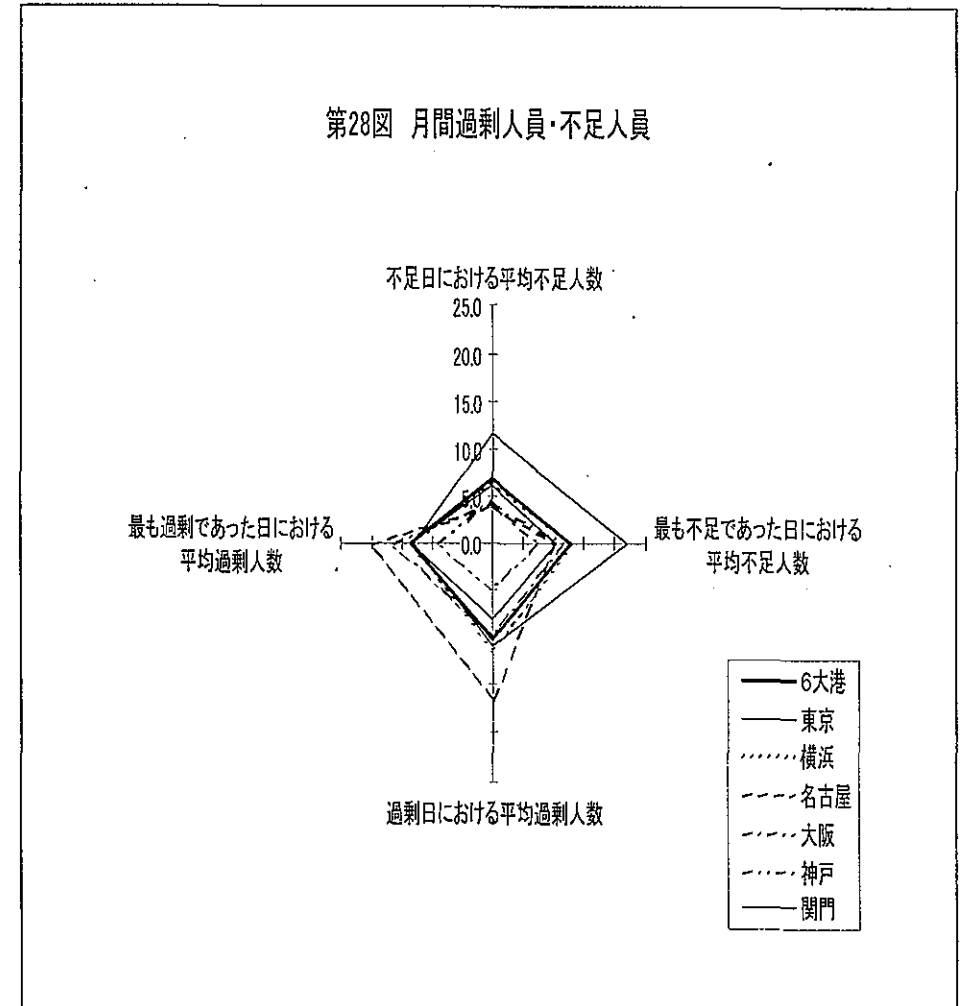 第28図 月間過剰人員・不足人員
不足日における平均不足人数
25.0
20.0
15.0
10.0
5.0
0.0
最も過剰であった日における
平均過剰人数
最も不足であった日における
平均不足人数
過剰日における平均過剰人数
6大港
東京
横浜
名古屋
大阪
神戸
関門